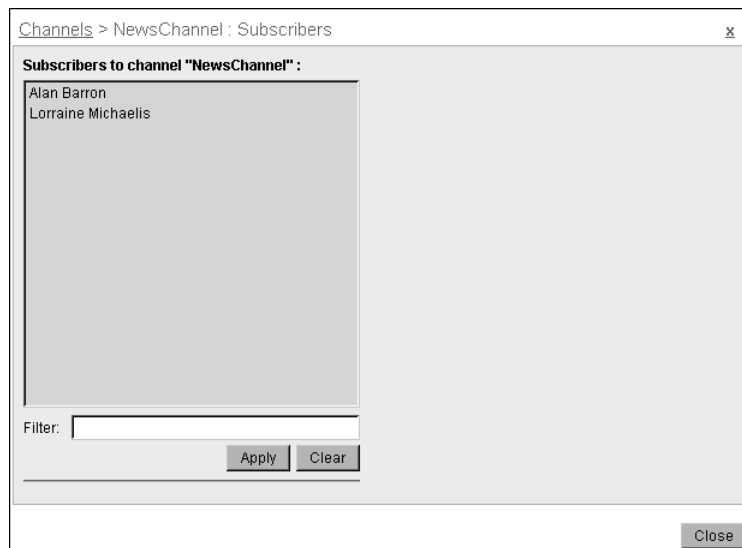 Channels > NewsChannel : Subscribers
x
Subscribers to channel "NewsChannel" :
Alan Barron
Lorraine Michaelis
Filter:
Apply Clear
Close